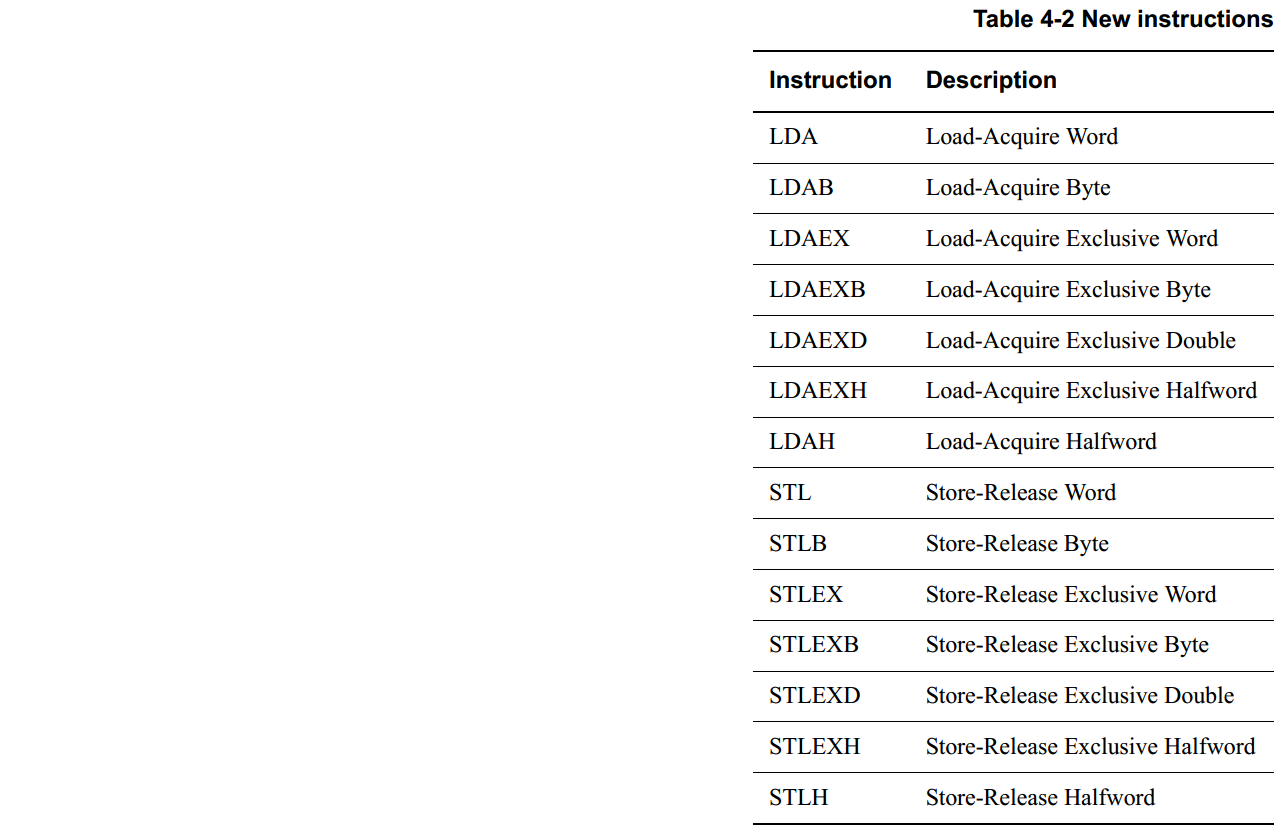 Table 4-2 New instructions
Instruction Description
LDA Load-Acquire Word
LDAB Load-Acquire Byte
LDAEX Load-Acquire Exclusive Word
LDAEXB Load-Acquire Exclusive Byte
LDAEXD Load-Acquire Exclusive Double
LDAEXH Load-Acquire Exclusive Halfword
LDAH Load-Acquire Halfword
STL Store-Release Word
STLB Store-Release Byte
STLEX Store-Release Exclusive Word
STLEXB Store-Release Exclusive Byte
STLEXD Store-Release Exclusive Double
STLEXH Store-Release Exclusive Halfword
STLH Store-Release Halfword